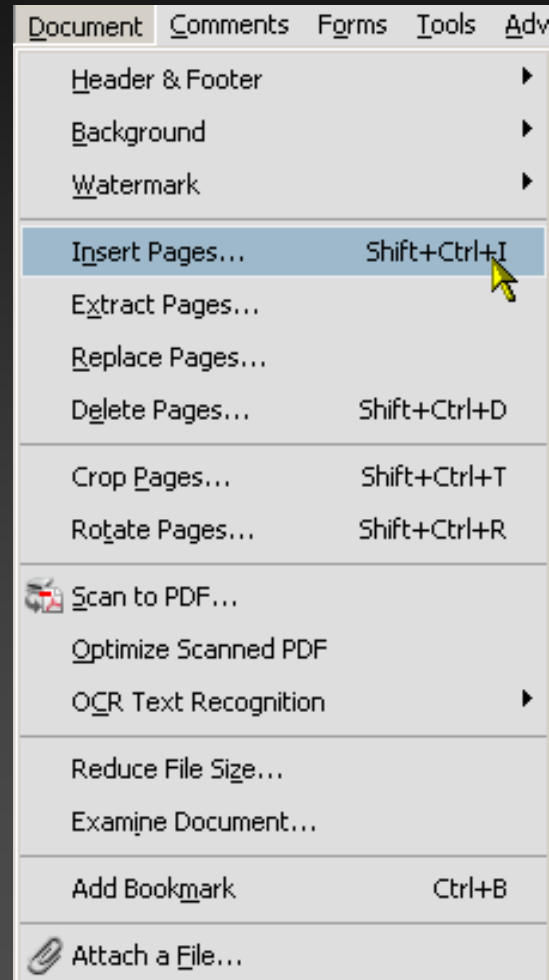 Document Comments Forms Tools Adv
Header & Footer
Background
Watermark
Insert Pages... Shift+Ctrl+I
Extract Pages...
Replace Pages...
Delete Pages... Shift+Ctrl+D
Crop Pages... Shift+Ctrl+T
Rotate Pages... Shift+Ctrl+R
Scan to PDF...
Optimize Scanned PDF
OCR Text Recognition
Reduce File Size...
Examine Document...
Add Bookmark Ctrl+B
Attach a File...